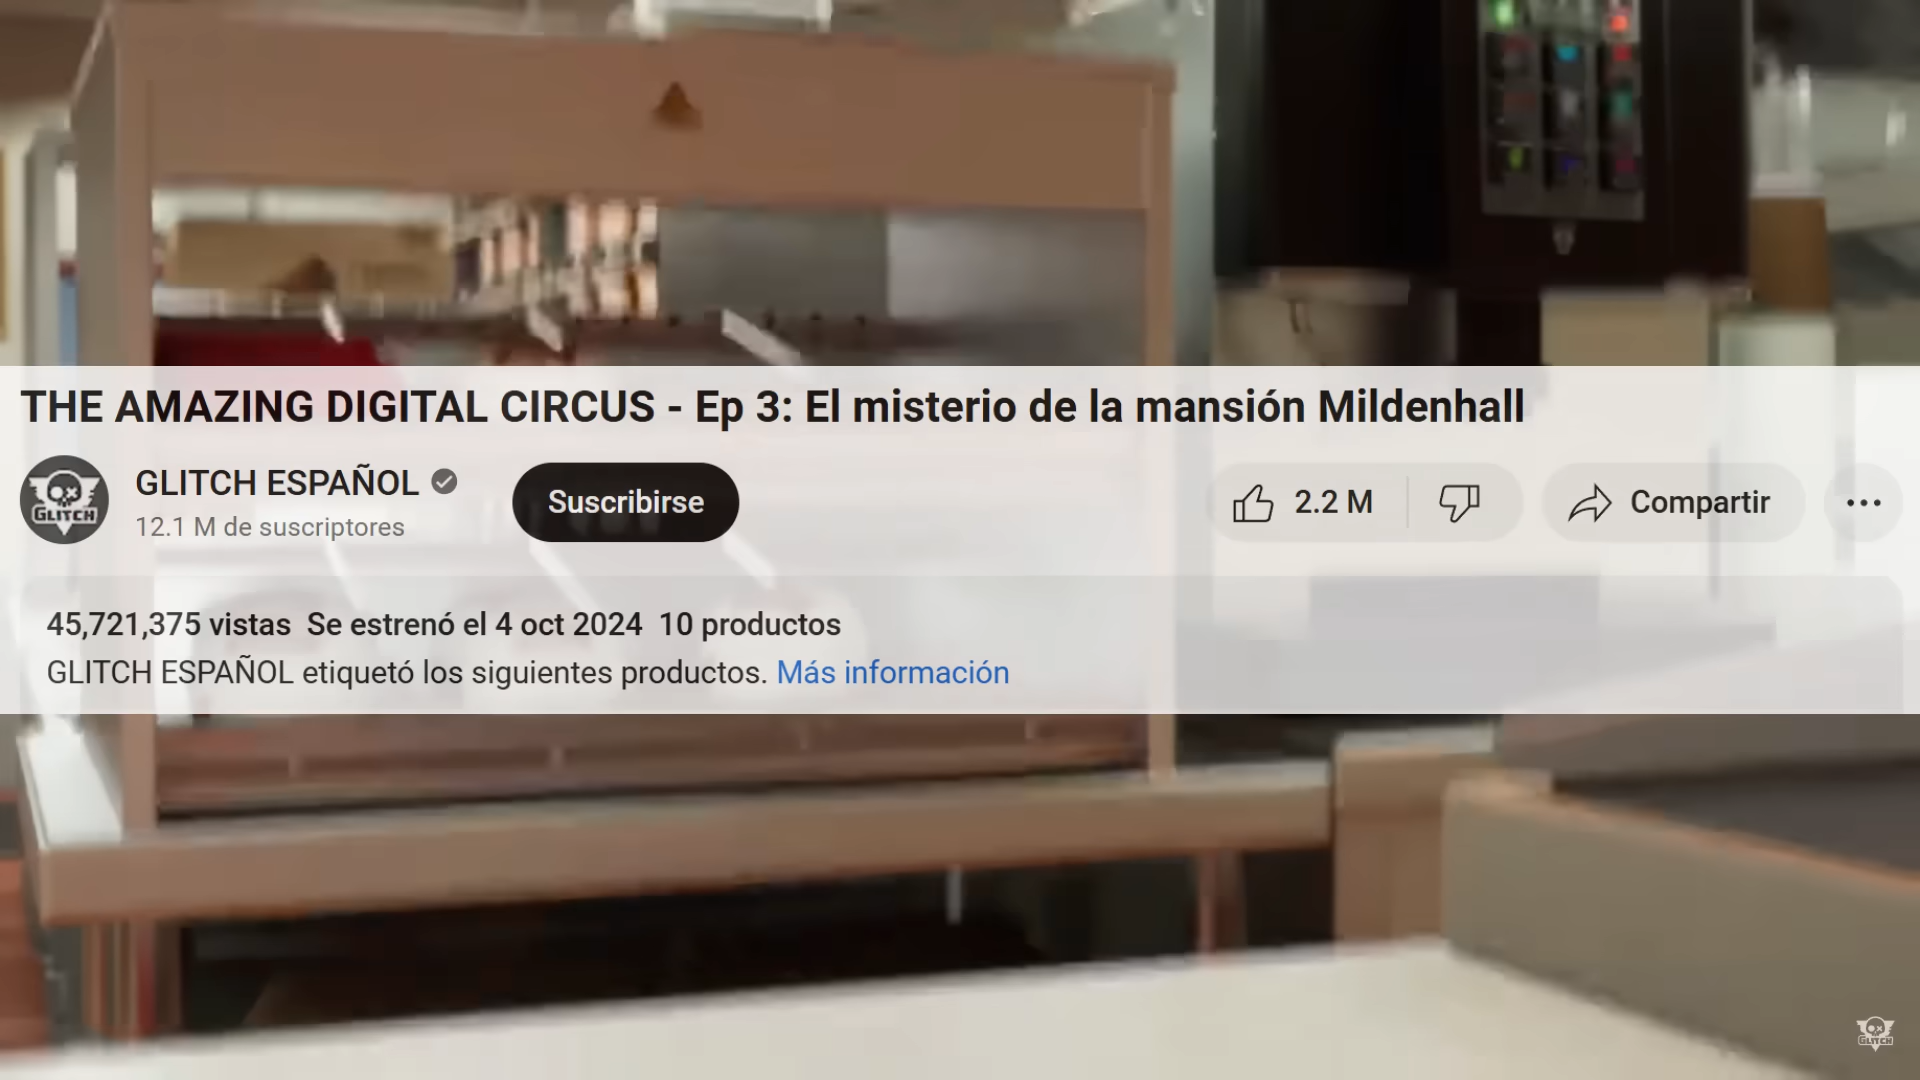 THE AMAZING DIGITAL CIRCUS - Ep 3: El misterio de la mansión Mildenhall
GLITCH
GLITCH ESPAÑOL
12.1 M de suscriptores
Suscribirse
2.2 M
Compartir
45,721,375 vistas Se estrenó el 4 oct 2024 10 productos
GLITCH ESPAÑOL etiquetó los siguientes productos. Más información
GLITCH